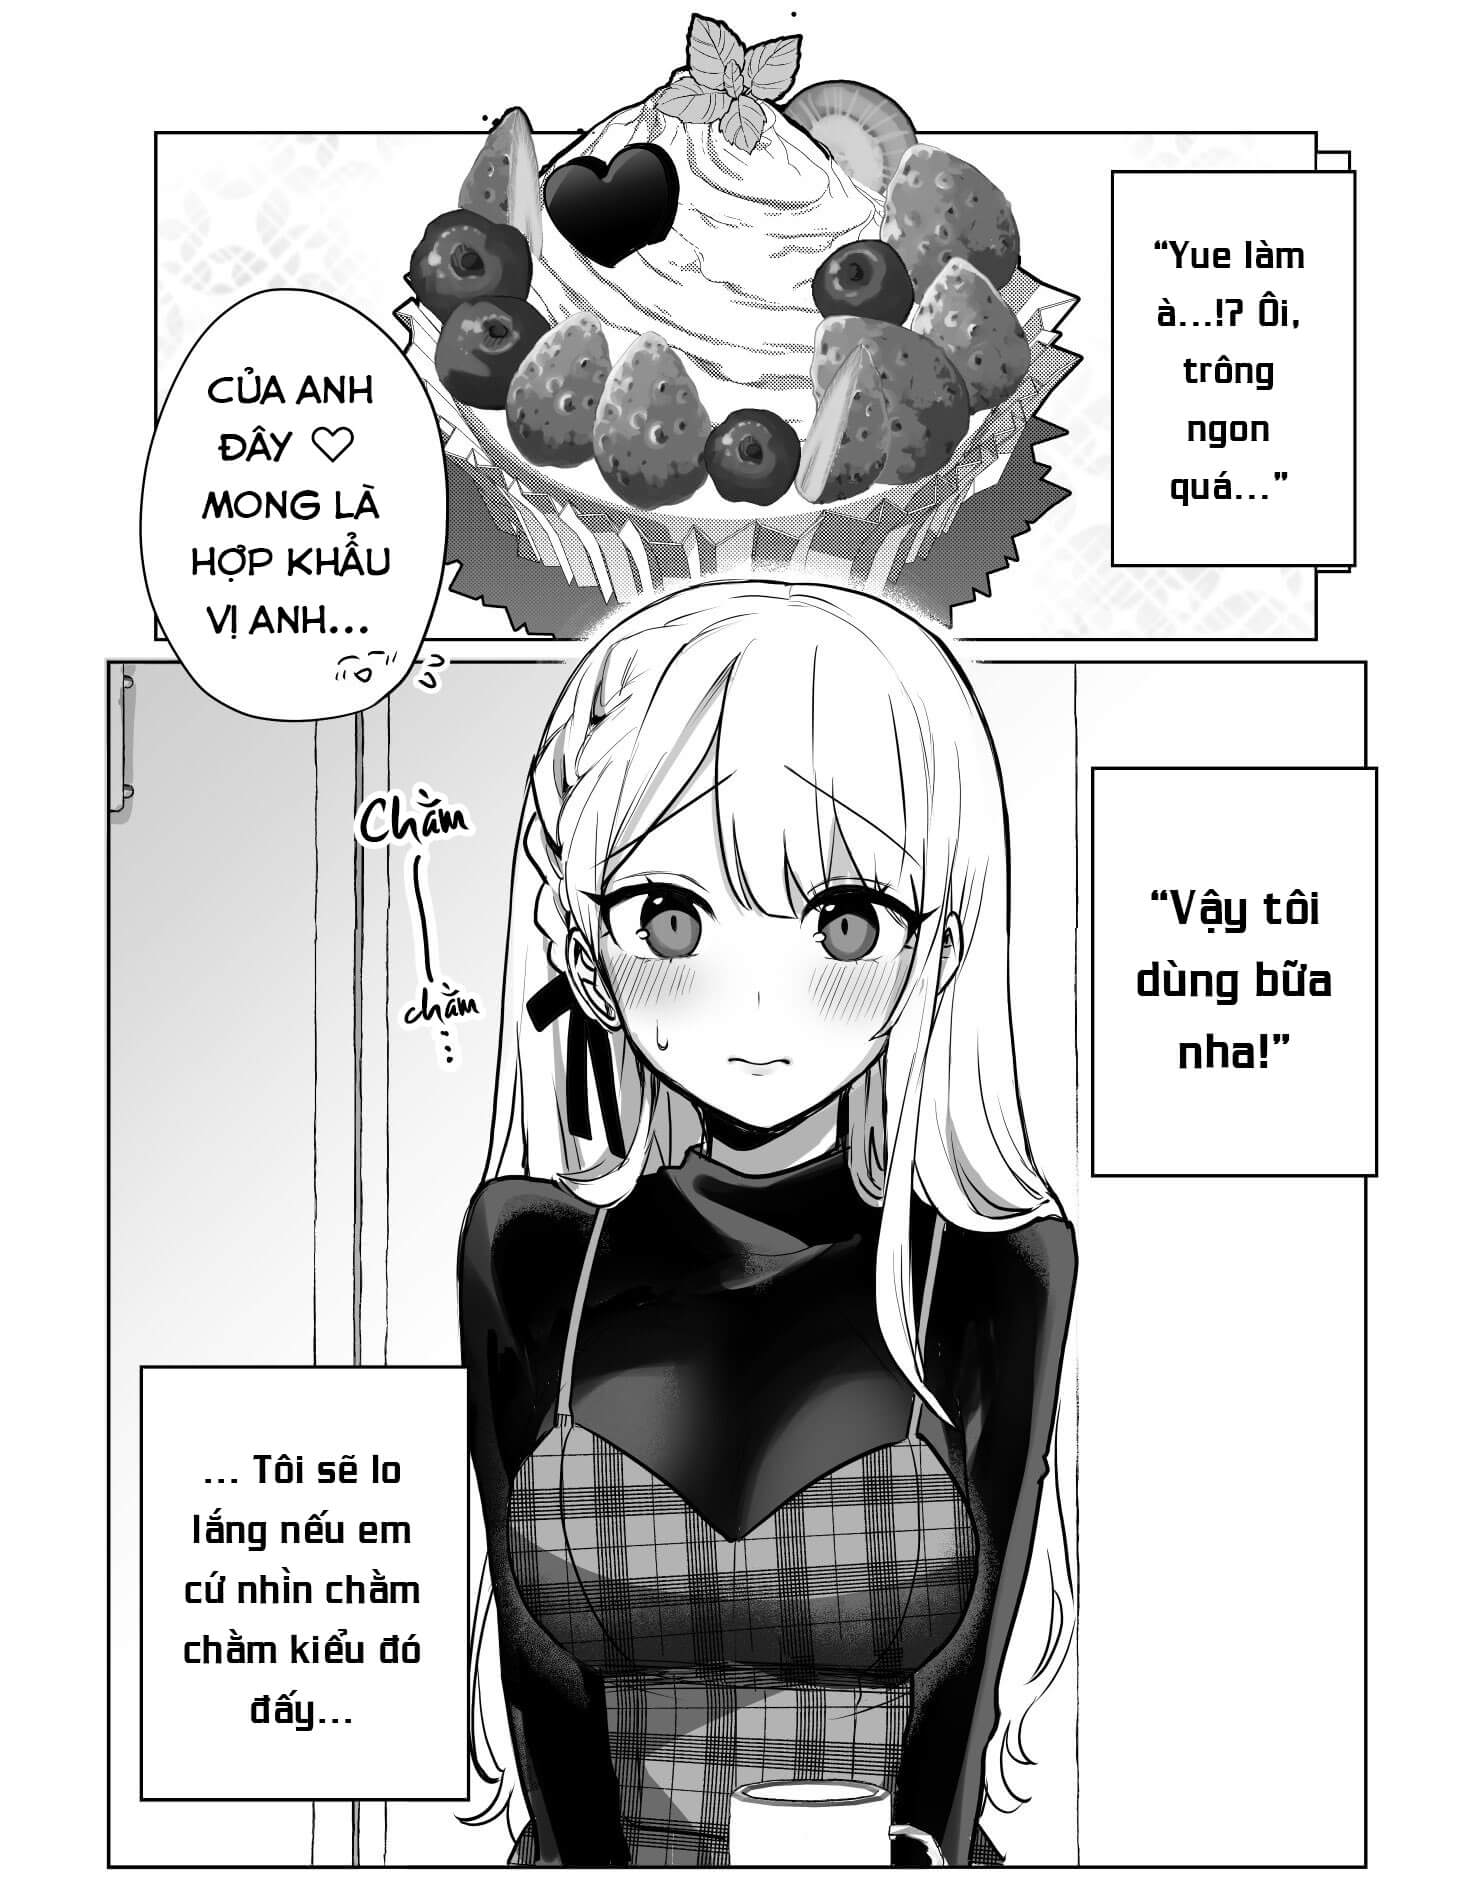 “Yue làm
à...!? Ôi,
trông
ngon
quá...”
CỦA ANH
ĐÂY ♡
MONG LÀ
HỢP KHẨU
VỊ ANH...
Chằm
chằm...
“Vậy tôi
dùng bữa
nha!”
... Tôi sẽ lo
lắng nếu em
cứ nhìn chằm
chằm kiểu đó
đấy...